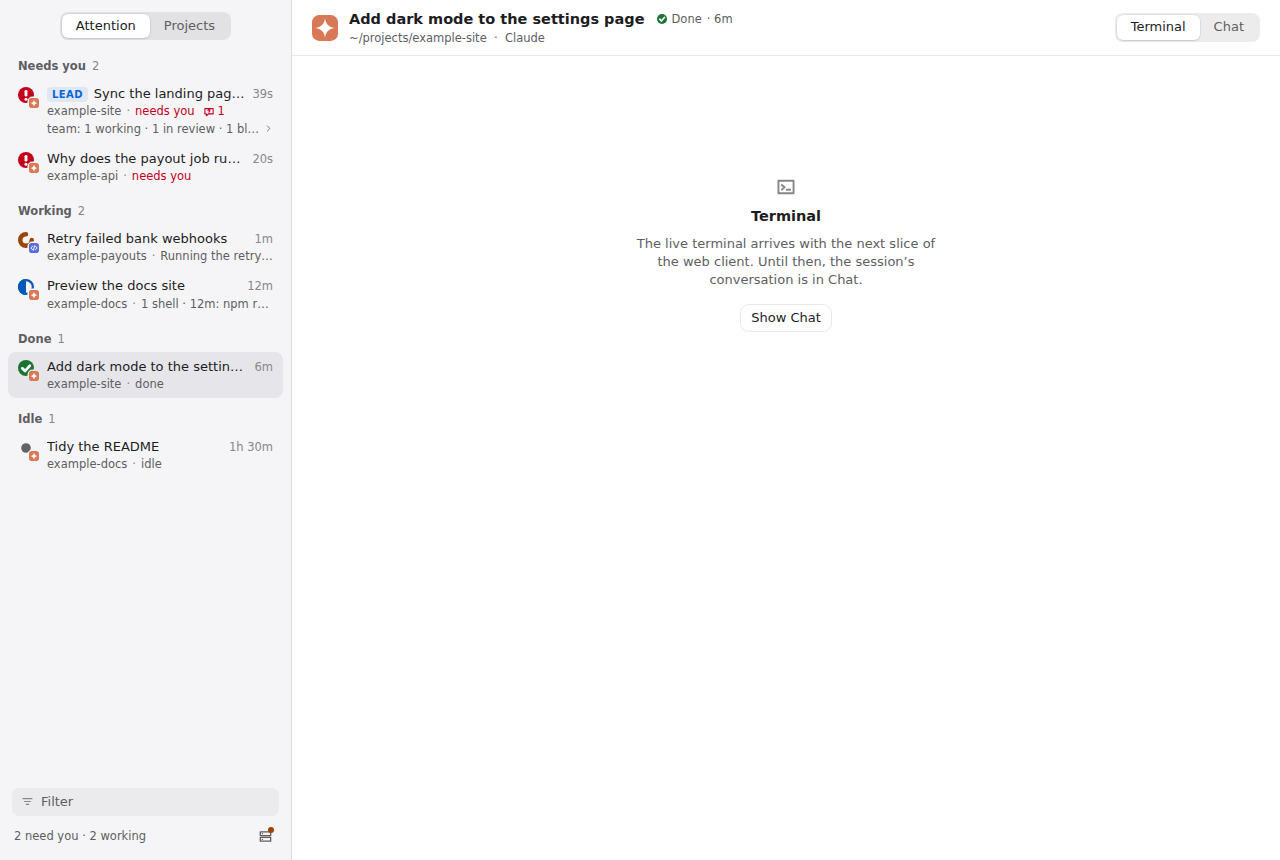 Attention Projects
Needs you 2
LEAD Sync the landing pag… 39s
example-site · needs you 1
team: 1 working · 1 in review · 1 bl…
Why does the payout job ru… 20s
example-api · needs you
Working 2
Retry failed bank webhooks 1m
example-payouts · Running the retry…
Preview the docs site 12m
example-docs · 1 shell · 12m: npm r…
Done 1
Add dark mode to the settin… 6m
example-site · done
Idle 1
Tidy the README 1h 30m
example-docs · idle
Filter
2 need you · 2 working
Add dark mode to the settings page Done · 6m
~/projects/example-site · Claude
Terminal Chat
Terminal
The live terminal arrives with the next slice of
the web client. Until then, the session’s
conversation is in Chat.
Show Chat